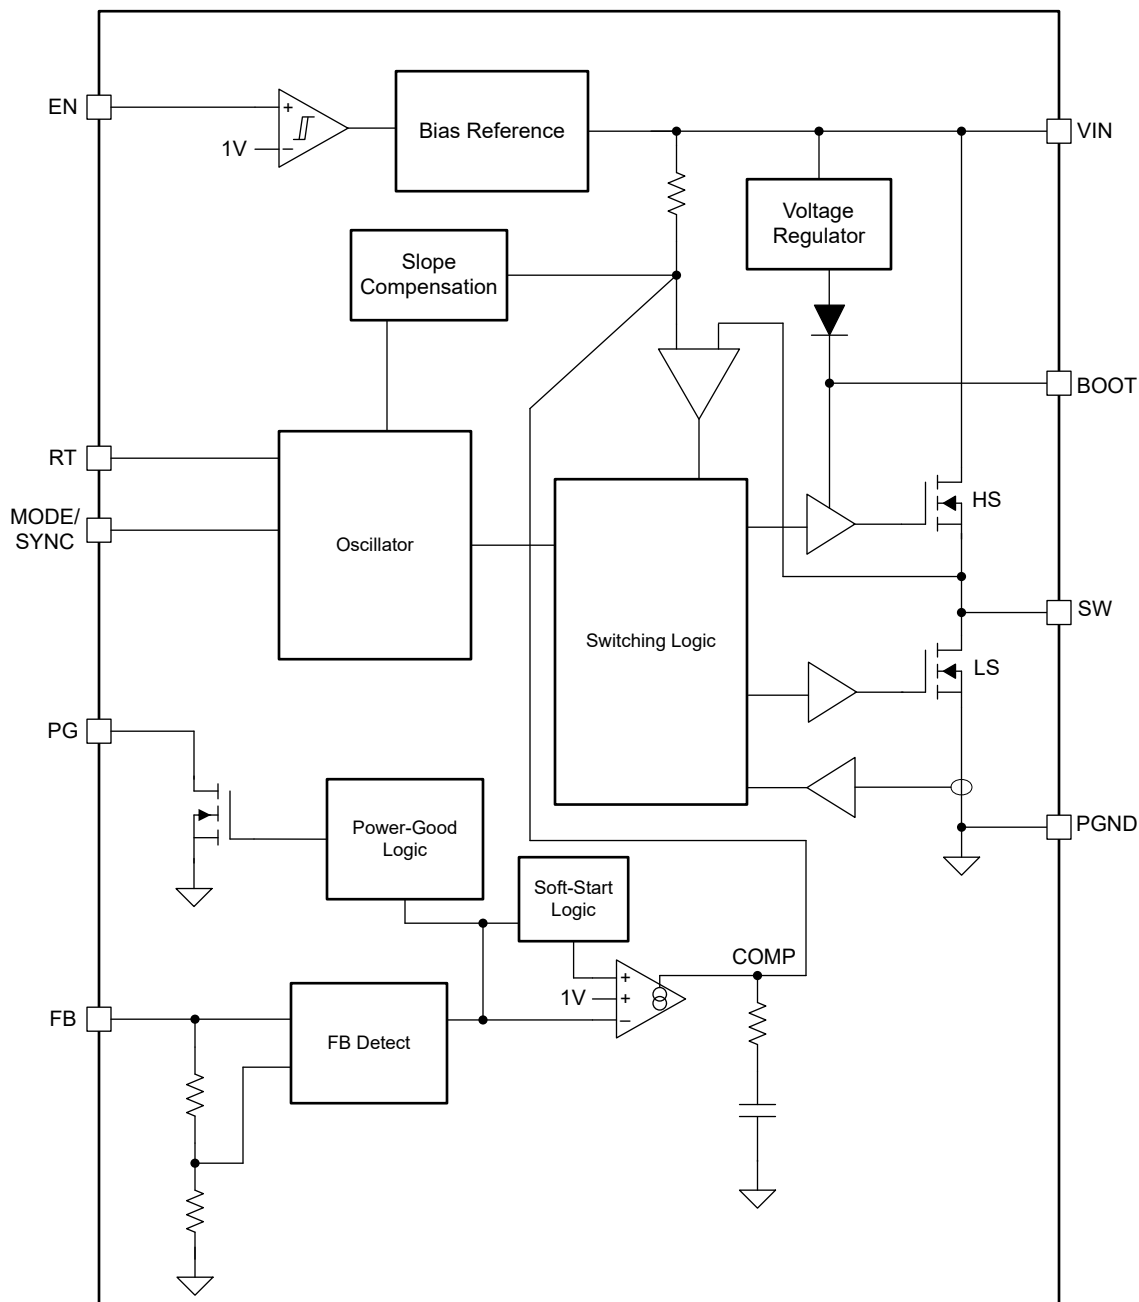 EN
+
1V
−
Bias Reference
VIN
Voltage
Regulator
Slope
Compensation
BOOT
RT
MODE/
SYNC
Oscillator
HS
SW
Switching Logic
LS
PG
Power-Good
Logic
PGND
Soft-Start
Logic
COMP
+
1V
+
−
FB
FB Detect